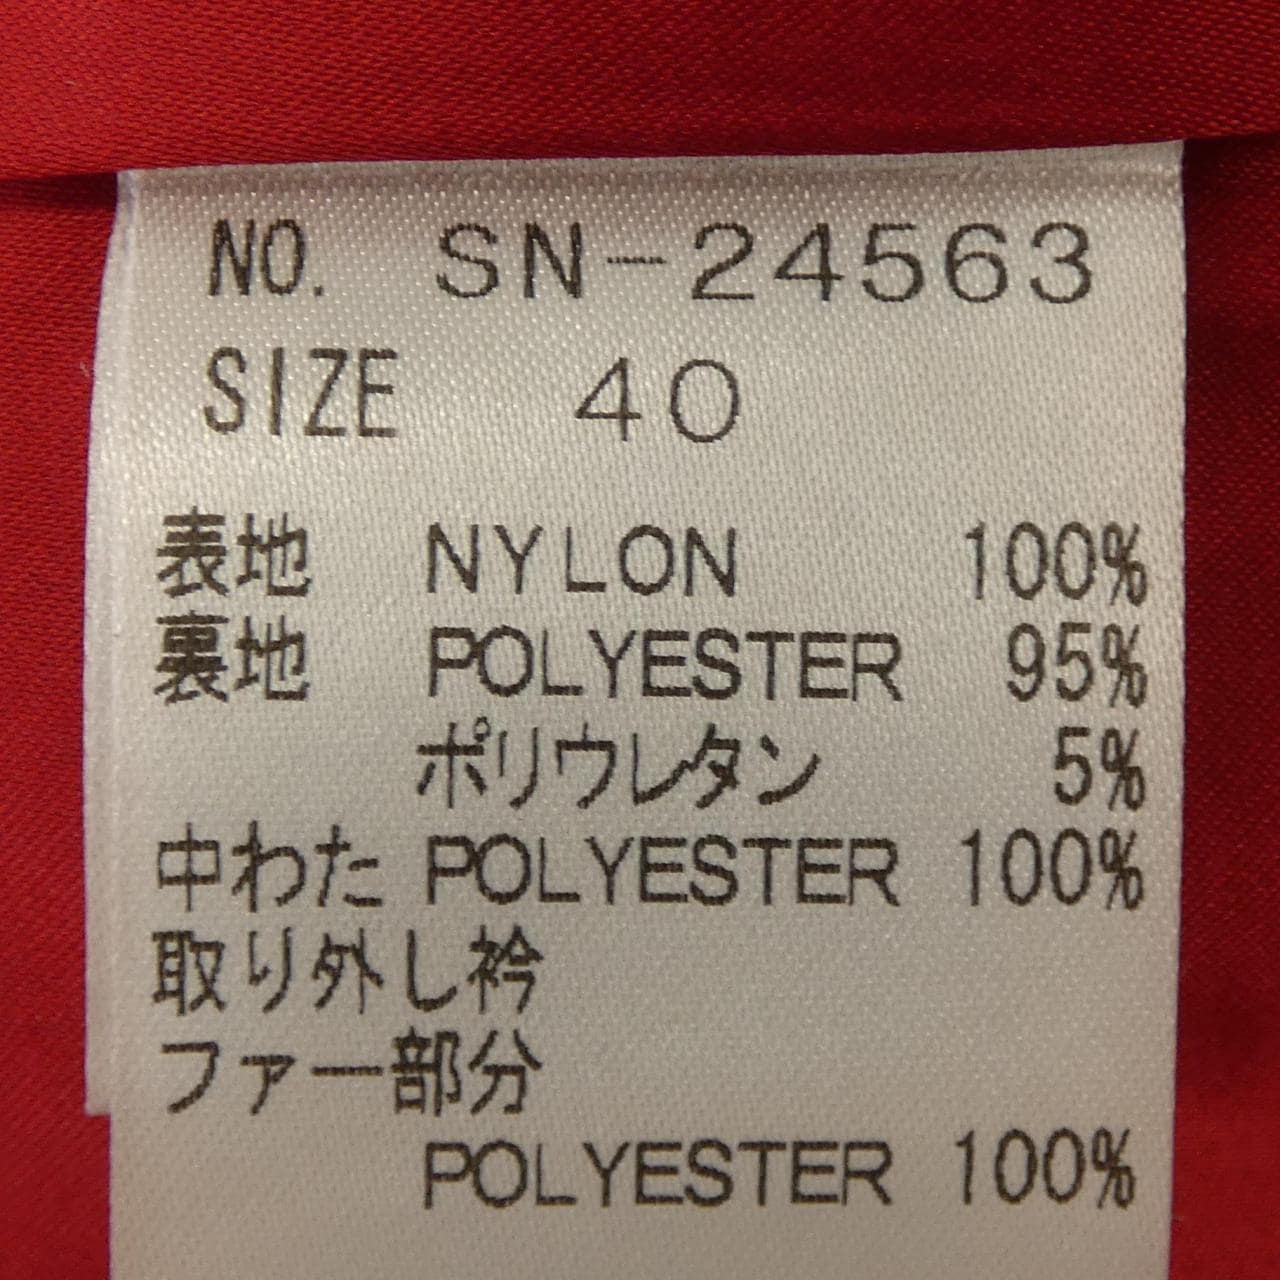 NO. SN-24563
SIZE 40
表地 NYLON 100%
裏地 POLYESTER 95%
ポリウレタン 5%
中わた POLYESTER 100%
取り外し衿
ファー部分
POLYESTER 100%